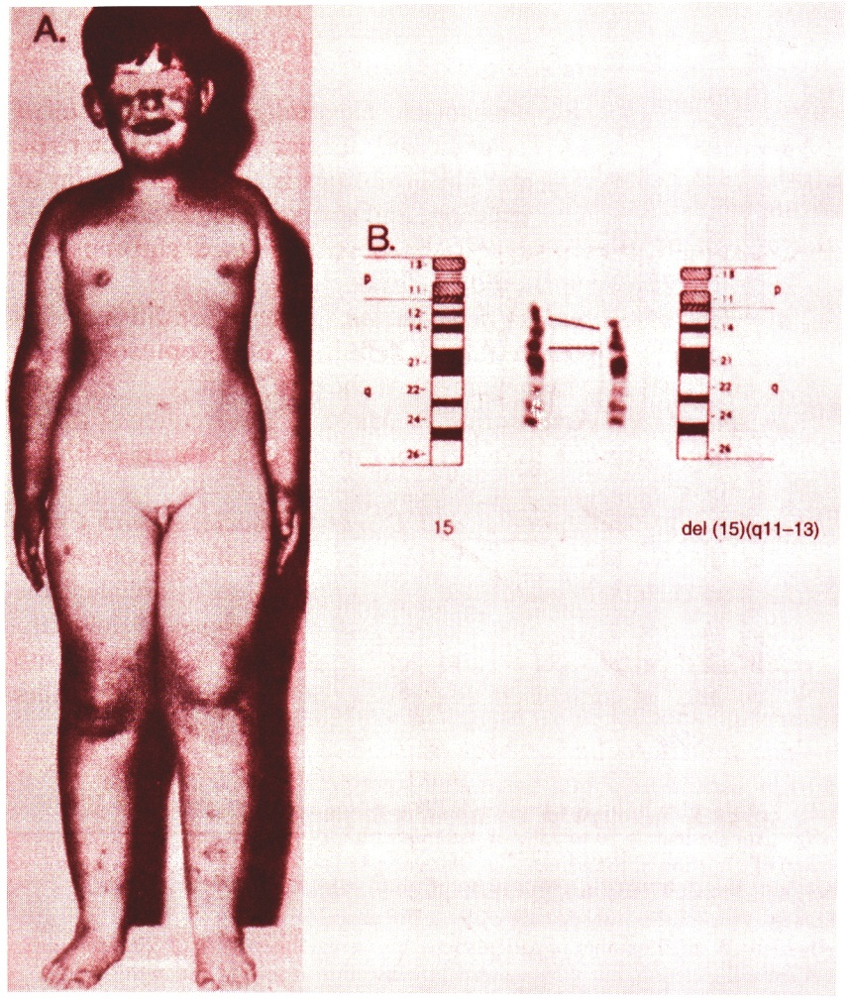 A.
B.
13-
p
11-
12-
14-
21-
q
22-
24-
26-
15
-13
p
-11
-14
-21
-22
q
-24
-26
del (15)(q11–13)